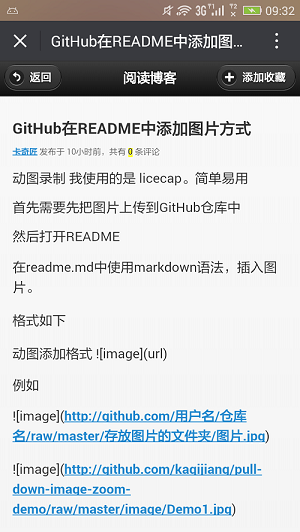 3G T1 T2 09:32
GitHub在README中添加图...
返回 阅读博客 添加收藏
GitHub在README中添加图片方式
卡奇匠 发布于 10小时前，共有 0 条评论
动图录制 我使用的是 licecap。简单易用
首先需要先把图片上传到GitHub仓库中
然后打开README
在readme.md中使用markdown语法，插入图
片。
格式如下
动图添加格式 ![image](url)
例如
![image](http://github.com/用户名/仓库
名/raw/master/存放图片的文件夹/图片.jpg)
![image](http://github.com/kaqijiang/pull-
down-image-zoom-
demo/raw/master/image/Demo1.jpg)